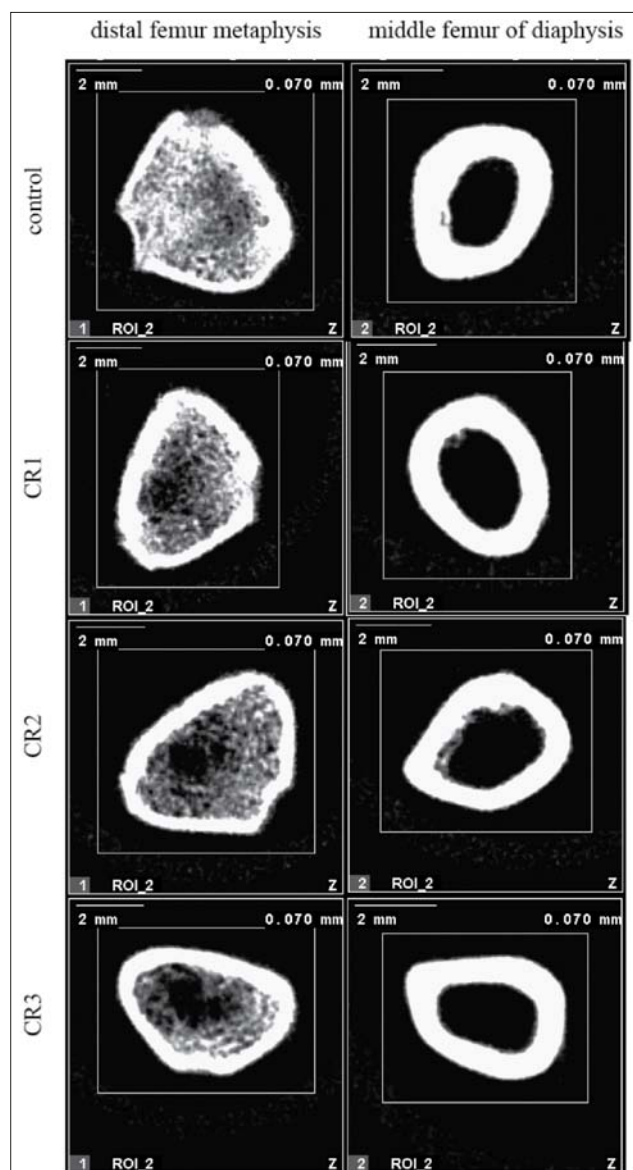 distal femur metaphysis middle femur of diaphysis
control
2 mm 0.070 mm 2 mm 0.070 mm
1 ROI_2 Z 2 ROI_2 Z
CR1
2 mm 0.070 mm 2 mm 0.070 mm
1 ROI_2 Z 2 ROI_2 Z
CR2
2 mm 0.070 mm 2 mm 0.070 mm
1 ROI_2 Z 2 ROI_2 Z
CR3
2 mm 0.070 mm 2 mm 0.070 mm
1 ROI_2 Z 2 ROI_2 Z